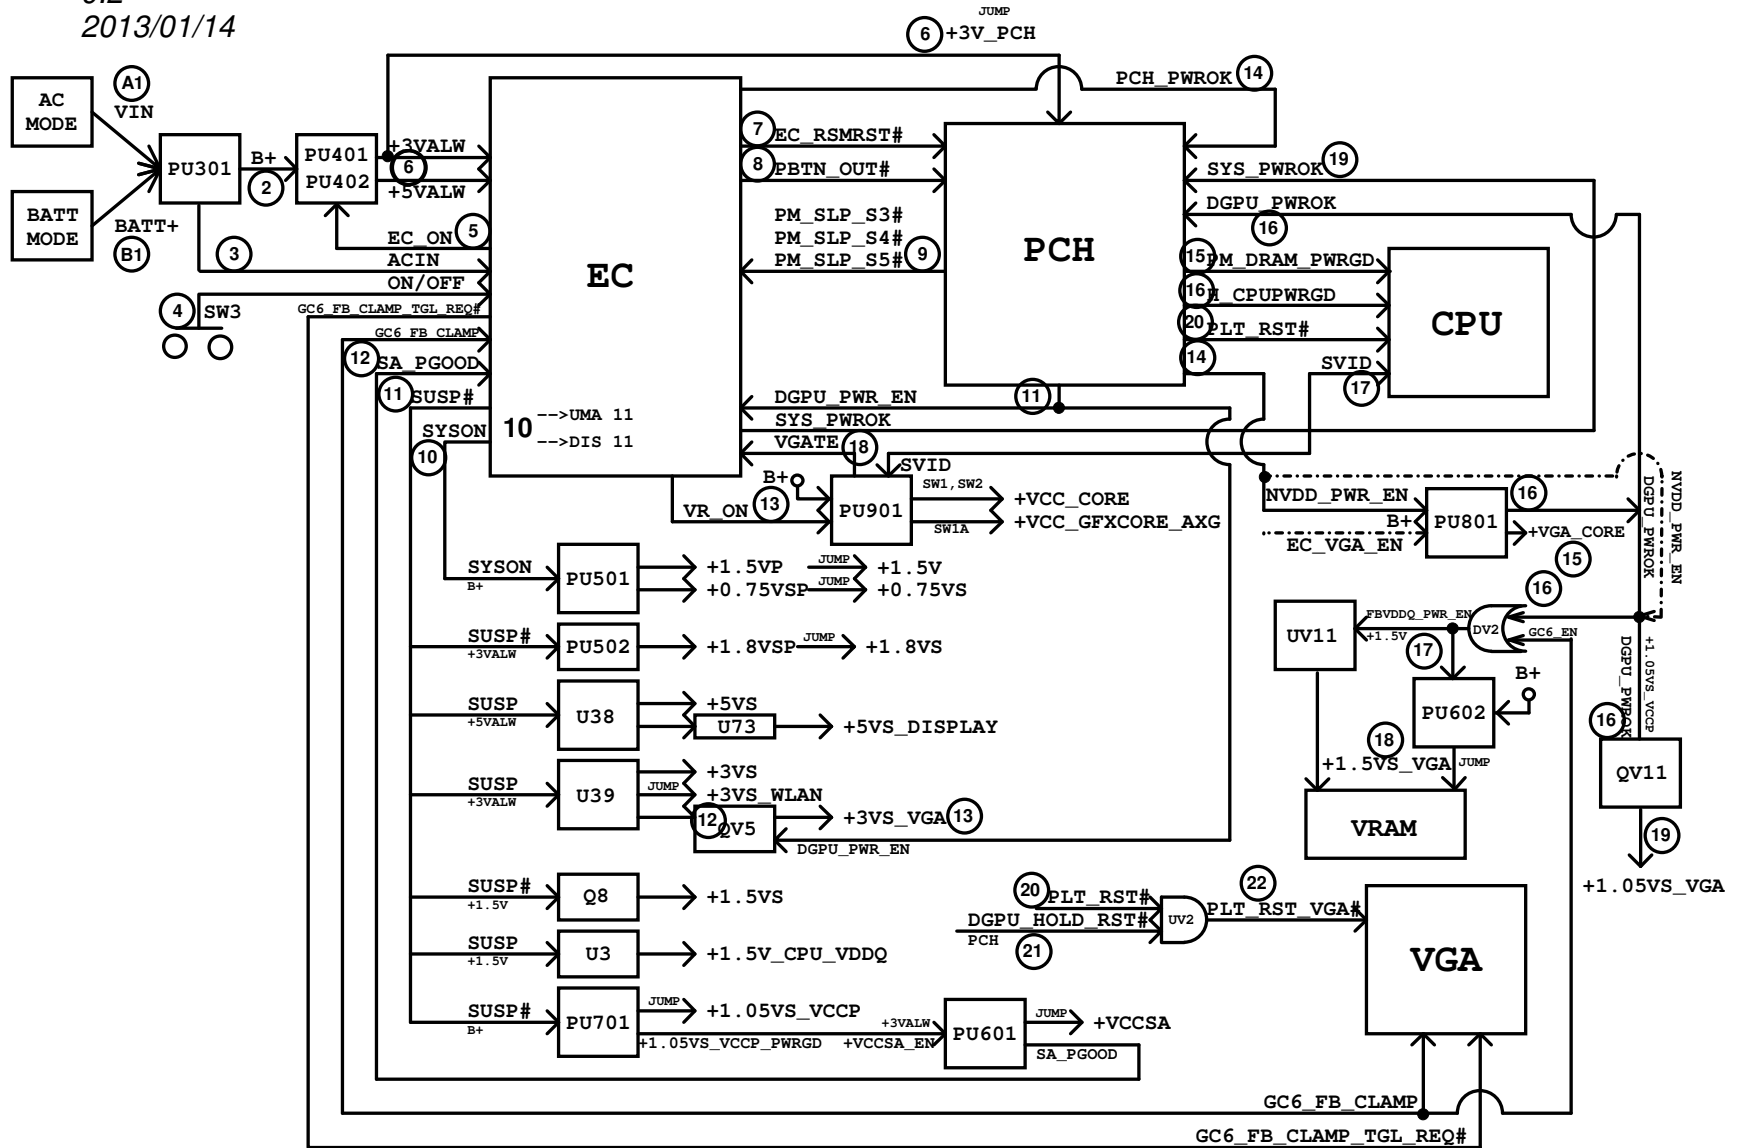 2013/01/14
JUMP
6 +3V_PCH
PCH_PWROK 14
AC MODE
A1
VIN
BATT MODE
BATT+
B1
PU301
B+
2
PU401
PU402
+3VALW
6
+5VALW
EC_ON 5
3
ACIN
ON/OFF
4 SW3
GC6_FB_CLAMP_TGL_REQ#
GC6_FB_CLAMP
12 SA_PGOOD
11 SUSP#
SYSON
10
EC
10 -->UMA 11
-->DIS 11
7 EC_RSMRST#
8 PBTN_OUT#
PM_SLP_S3#
PM_SLP_S4#
PM_SLP_S5# 9
PCH
SYS_PWROK 19
DGPU_PWROK
16
15 PM_DRAM_PWRGD
16 H_CPUPWRGD
20 PLT_RST#
14
SVID
17
CPU
11
DGPU_PWR_EN
SYS_PWROK
VGATE 18
SVID
B+
VR_ON 13
PU901
SW1,SW2
+VCC_CORE
+VCC_GFXCORE_AXG
SW1A
NVDD_PWR_EN
B+
EC_VGA_EN
PU801
16
+VGA_CORE
15
DGPU_PWROK
NVDD_PWR_EN
SYSON
B+
PU501
+1.5VP JUMP +1.5V
+0.75VSP JUMP +0.75VS
SUSP#
+3VALW
PU502
+1.8VSP JUMP +1.8VS
SUSP
+5VALW
U38
+5VS
U73
+5VS_DISPLAY
SUSP
+3VALW
U39
+3VS
JUMP
+3VS_WLAN
12 QV5
+3VS_VGA 13
DGPU_PWR_EN
SUSP#
+1.5V
Q8
+1.5VS
SUSP
+1.5V
U3
+1.5V_CPU_VDDQ
SUSP#
B+
PU701
JUMP
+1.05VS_VCCP
+1.05VS_VCCP_PWRGD
+3VALW
+VCCSA_EN
PU601
JUMP
+VCCSA
SA_PGOOD
UV11
FBVDDQ_PWR_EN
+1.5V
DV2
16
GC6_EN
17
B+
PU602
18
+1.5VS_VGA JUMP
VRAM
DGPU_PWROK
+1.05VS_VCCP
16
QV11
19
+1.05VS_VGA
20 PLT_RST#
DGPU_HOLD_RST#
PCH
21
UV2
22
PLT_RST_VGA#
VGA
GC6_FB_CLAMP
GC6_FB_CLAMP_TGL_REQ#